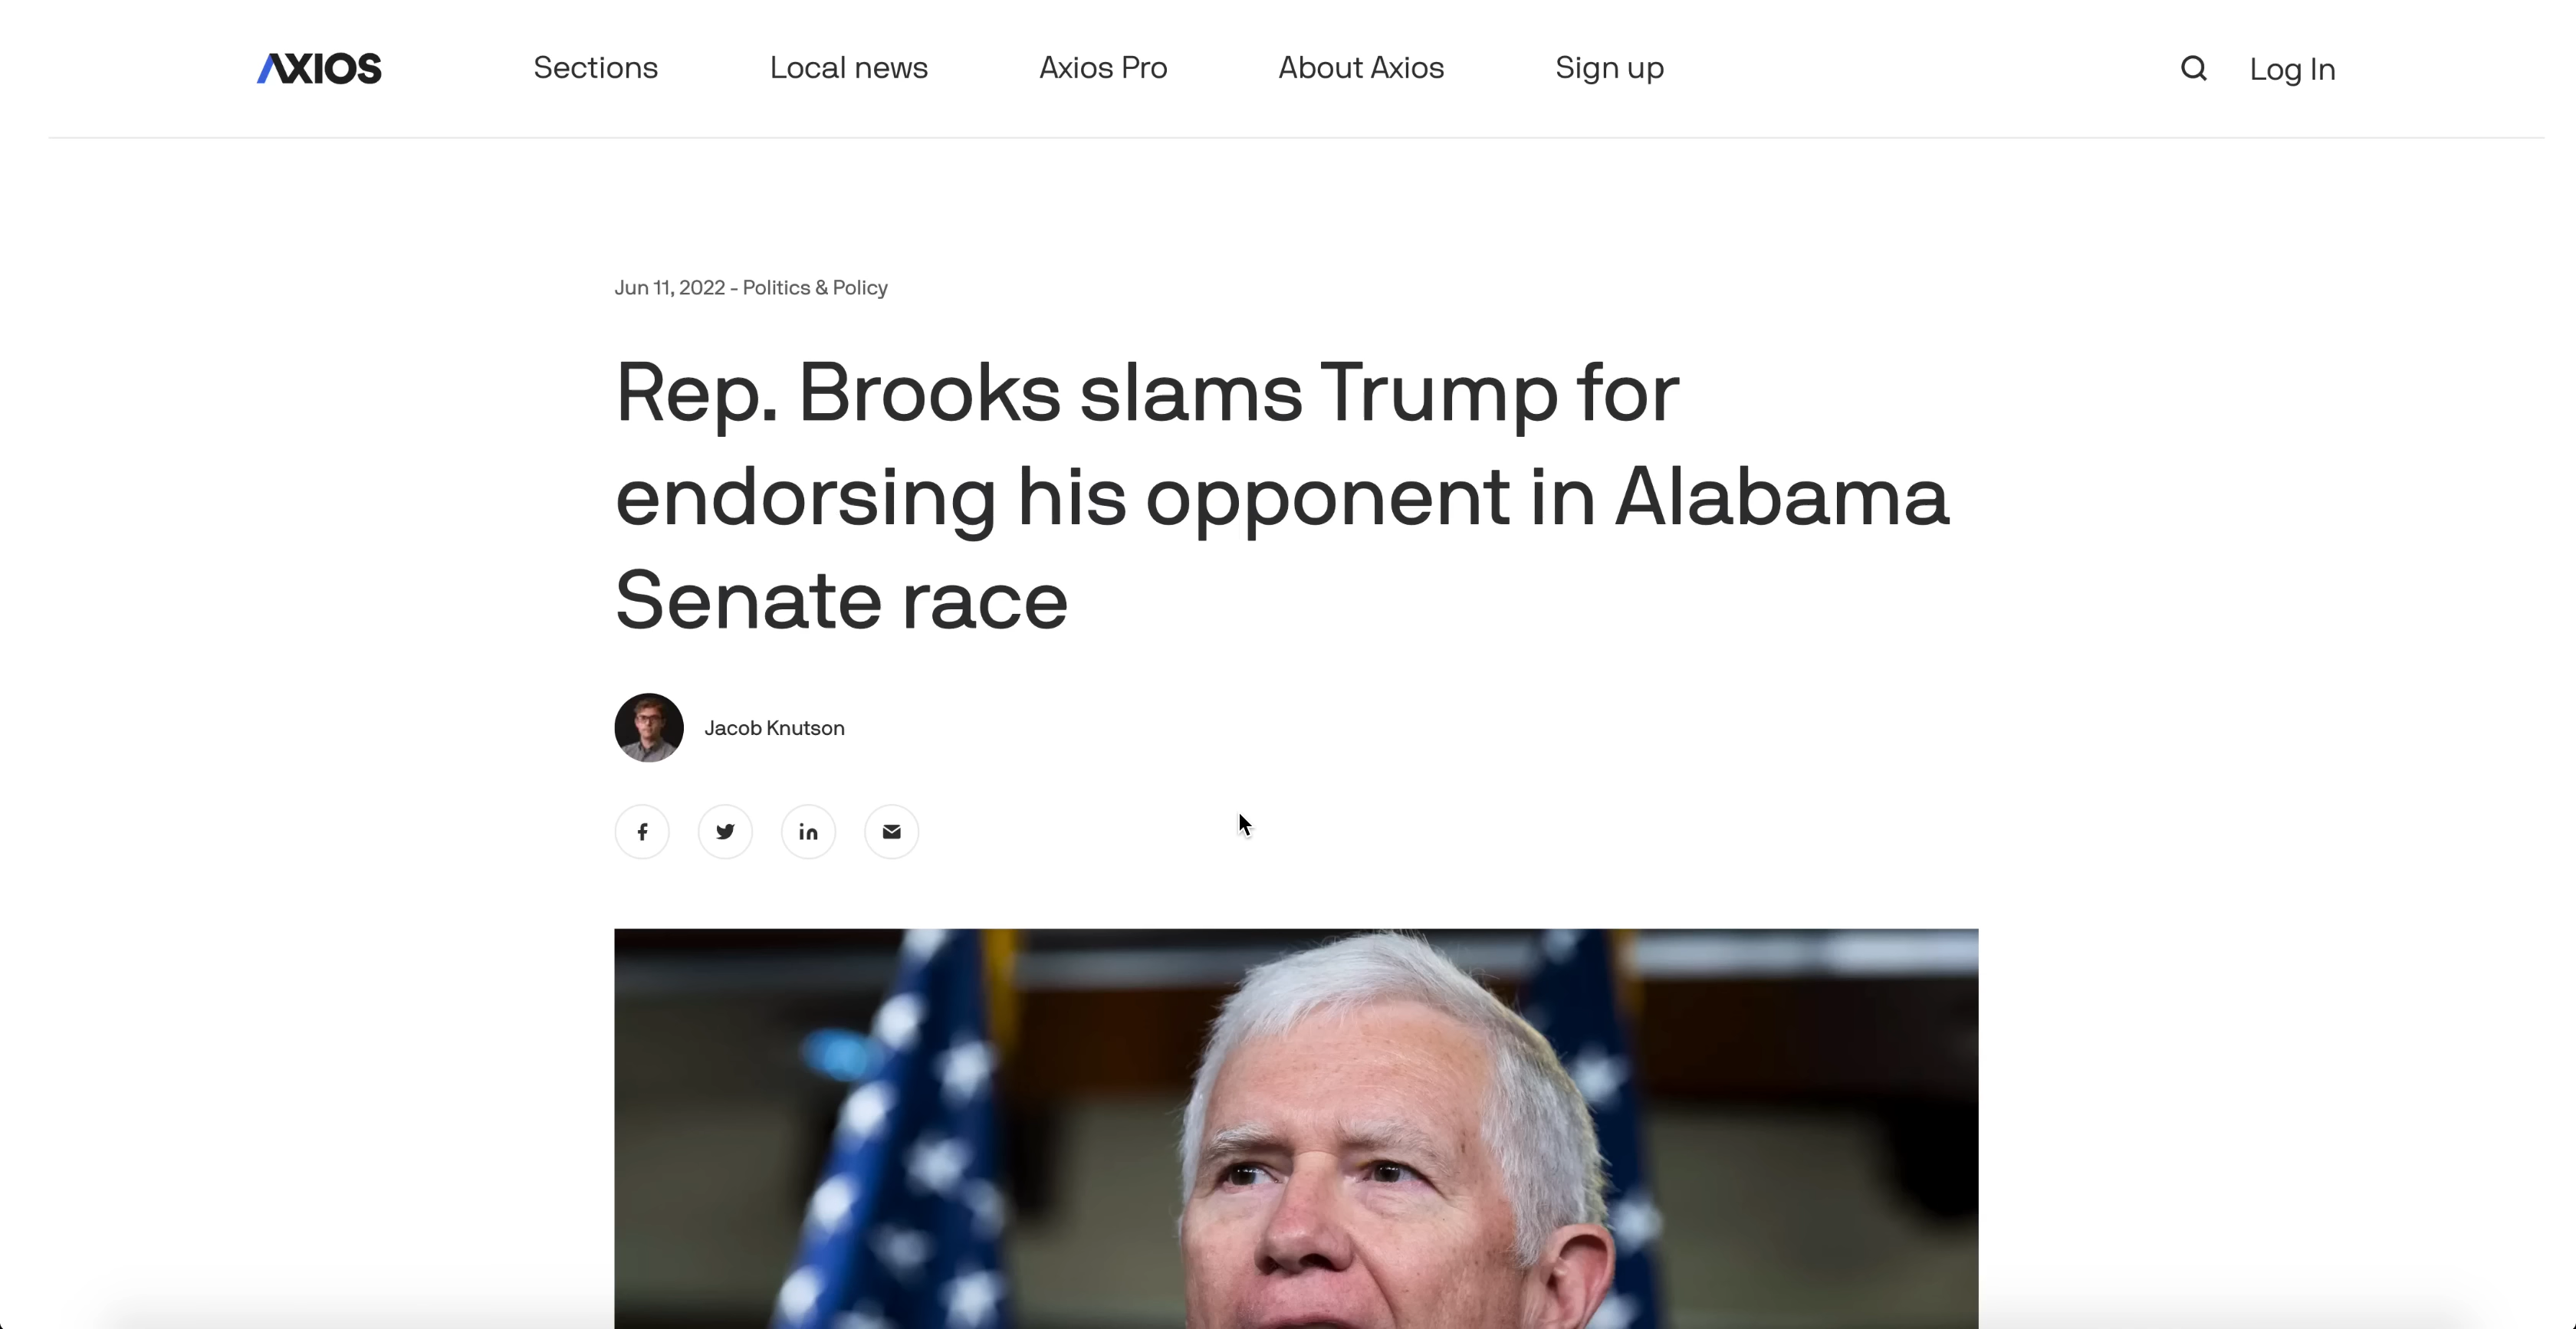 AXIOS Sections Local news Axios Pro About Axios Sign up Log In
Jun 11, 2022 - Politics & Policy
Rep. Brooks slams Trump for
endorsing his opponent in Alabama
Senate race
Jacob Knutson